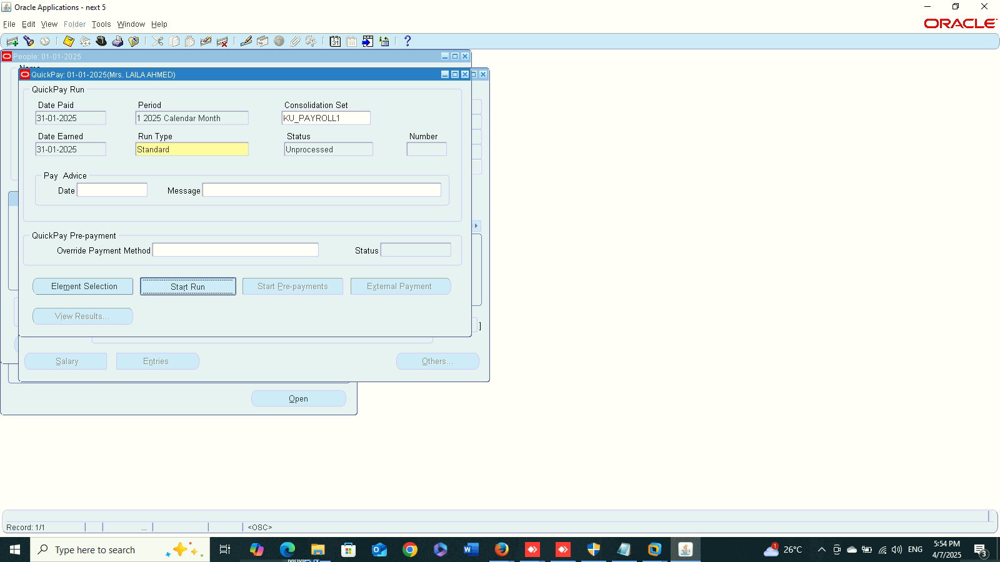 Oracle Applications - next 5
File Edit View Folder Tools Window Help
ORACLE
People: 01-01-2025
QuickPay: 01-01-2025(Mrs. LAILA AHMED)
QuickPay Run
Date Paid Period Consolidation Set
31-01-2025 1 2025 Calendar Month KU_PAYROLL1
Date Earned Run Type Status Number
31-01-2025 Standard Unprocessed
Pay Advice
Date Message
QuickPay Pre-payment
Override Payment Method Status
Element Selection Start Run Start Pre-payments External Payment
View Results...
]
Salary Entries Others...
Open
Record: 1/1 ... <OSC>
Type here to search
1
26°C
ENG
5:54 PM
4/7/2025
3